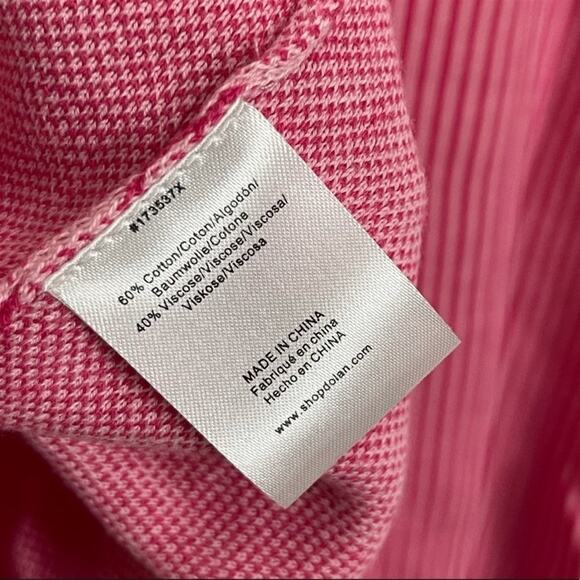 #173537X
60% Cotton/Coton/Algodón/
Baumwolle/Cotone
40% Viscose/Viscose/Viscosa/
Viskose/Viscosa
MADE IN CHINA
Fabriqué en china
Hecho en CHINA
www.shopdolan.com